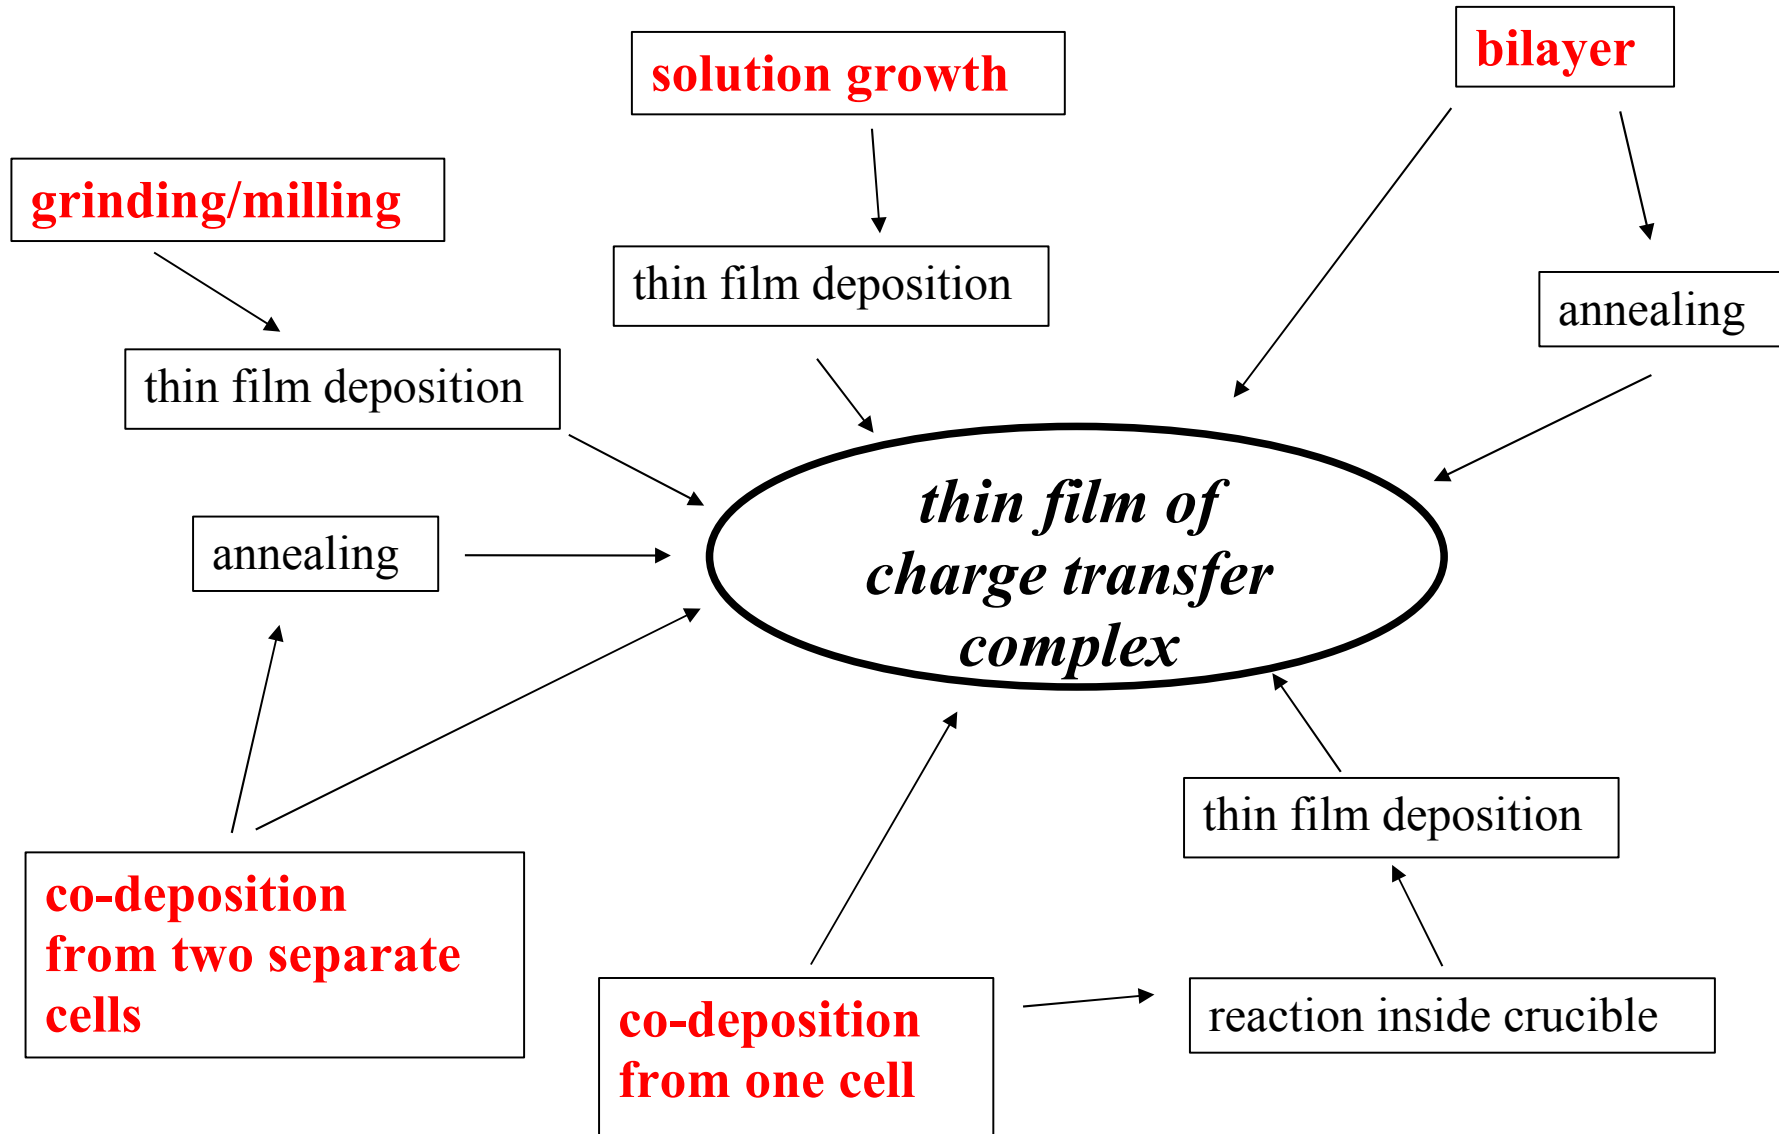 bilayer
solution growth
grinding/milling
thin film deposition
annealing
thin film deposition
thin film of
charge transfer
complex
annealing
thin film deposition
co-deposition
from two separate
cells
co-deposition
from one cell
reaction inside crucible